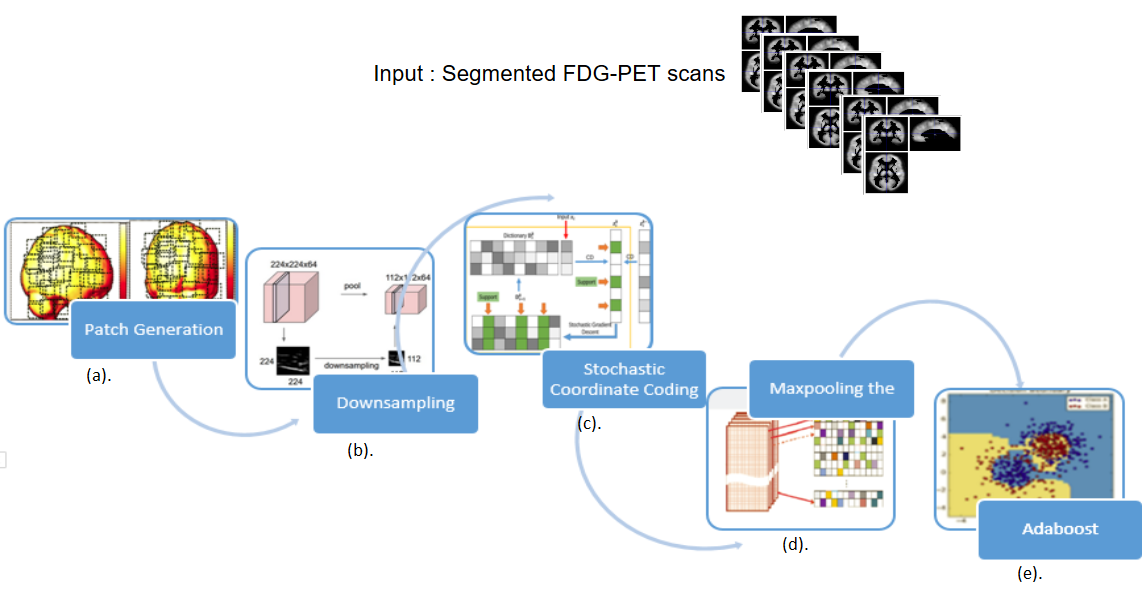 Input : Segmented FDG-PET scans
Patch Generation
(a).
224x224x64
pool
112x112x64
224
downsampling
112
224
Downsampling
(b).
Input
Dictionary
CD
CD
Support
Support
Stochastic Gradient
Descent
Stochastic
Coordinate Coding
(c).
Maxpooling the
(d).
Adaboost
(e).